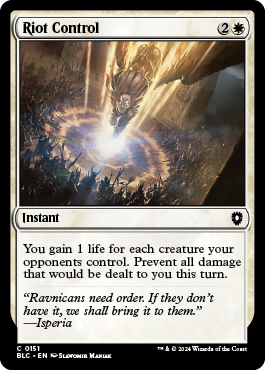 Riot Control
2
Instant
You gain 1 life for each creature your
opponents control. Prevent all damage
that would be dealt to you this turn.
“Ravnicans need order. If they don’t
have it, we shall bring it to them.”
—Isperia
C 0151
BLC • EN Slawomir Maniak
™ & © 2024 Wizards of the Coast